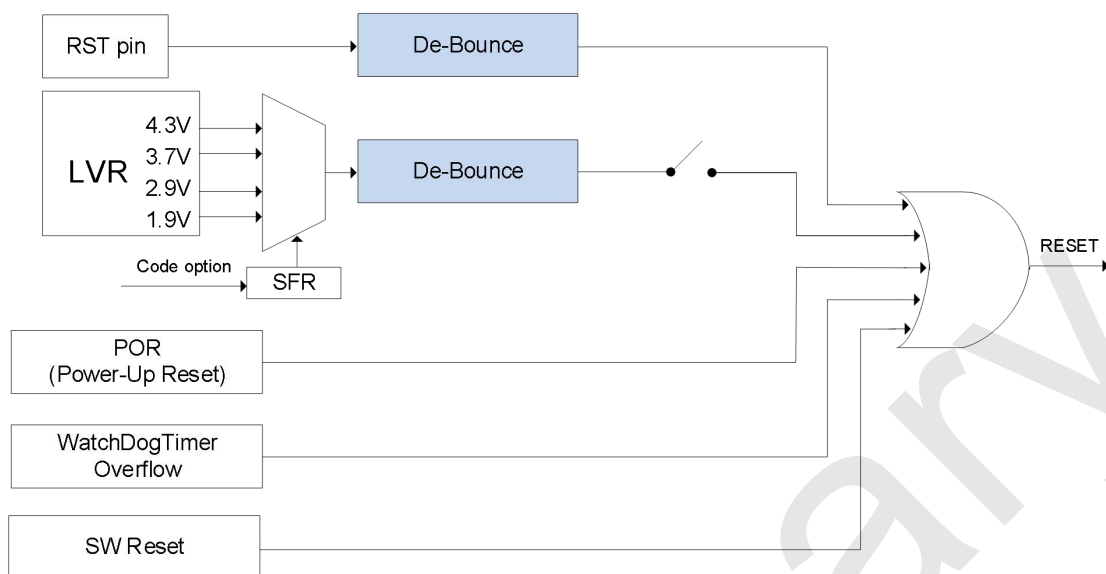 RST pin
De-Bounce
LVR
4.3V
3.7V
2.9V
1.9V
De-Bounce
RESET
Code option
SFR
POR
(Power-Up Reset)
WatchDogTimer
Overflow
SW Reset
ary